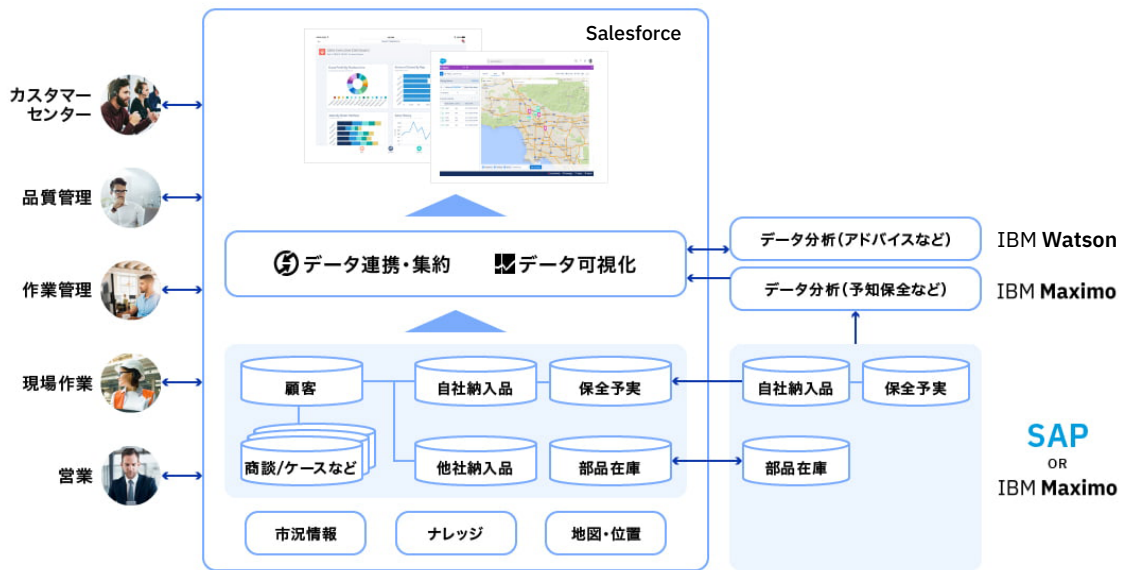 Salesforce
カスタマー
センター
品質管理
作業管理
現場作業
営業
データ連携・集約
データ可視化
データ分析(アドバイスなど)
IBM Watson
データ分析(予知保全など)
IBM Maximo
顧客
自社納入品
保全予実
自社納入品
保全予実
商談/ケースなど
他社納入品
部品在庫
部品在庫
SAP
OR
IBM Maximo
市況情報
ナレッジ
地図・位置